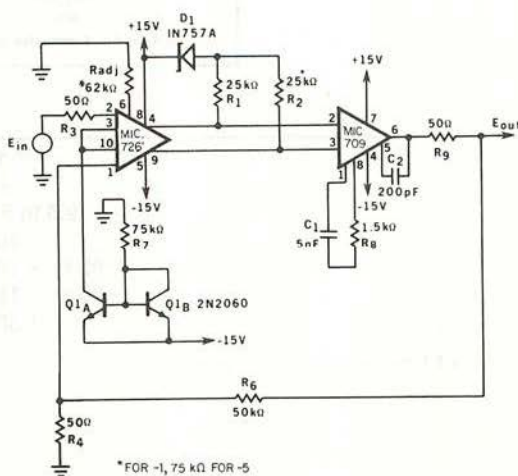 D1
IN757A
+15V
Radj
*62kΩ
50Ω
R3
Ein
6
8
4
2
3
10
1
5
9
MIC.
726'
-15V
25kΩ
R1
25kΩ*
R2
+15V
2
3
7
6
5
4
1
8
MIC
709
-15V
C2
200pF
50Ω
R9
Eout
C1
5nF
1.5kΩ
R8
75kΩ
R7
Q1A
Q1B 2N2060
-15V
R6
50kΩ
50Ω
R4
*FOR -1, 75 kΩ FOR -5